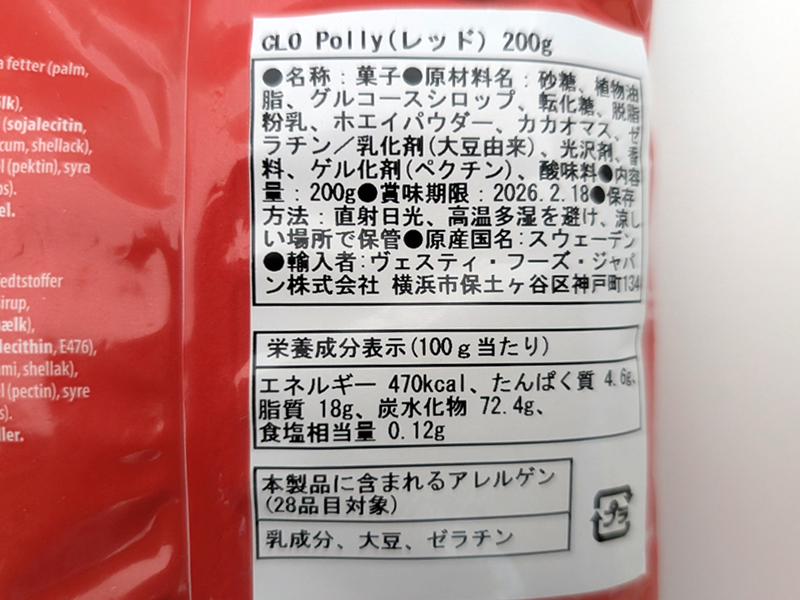 a fetter (palm,
lk),
(sojalecitin,
cum, shellack),
el (pektin), syra
os).
el.
fedtstoffer
sirup,
ælk),
lecithin, E476),
mi, shellak),
el (pectin), syre
s).
ller.
CLO Polly(レッド) 200g
●名称：菓子●原材料名：砂糖、植物油
脂、グルコースシロップ、転化糖、脱脂
粉乳、ホエイパウダー、カカオマス、ゼ
ラチン／乳化剤(大豆由来)、光沢剤、香
料、ゲル化剤(ペクチン)、酸味料●内容
量：200g●賞味期限：2026.2.18●保存
方法：直射日光、高温多湿を避け、涼し
い場所で保管●原産国名：スウェーデン
●輸入者：ヴェスティ・フーズ・ジャパ
ン株式会社 横浜市保土ヶ谷区神戸町134
栄養成分表示(100ｇ当たり)
エネルギー 470kcal、たんぱく質 4.6g、
脂質 18g、炭水化物 72.4g、
食塩相当量 0.12g
本製品に含まれるアレルゲン
(28品目対象)
乳成分、大豆、ゼラチン
プラ